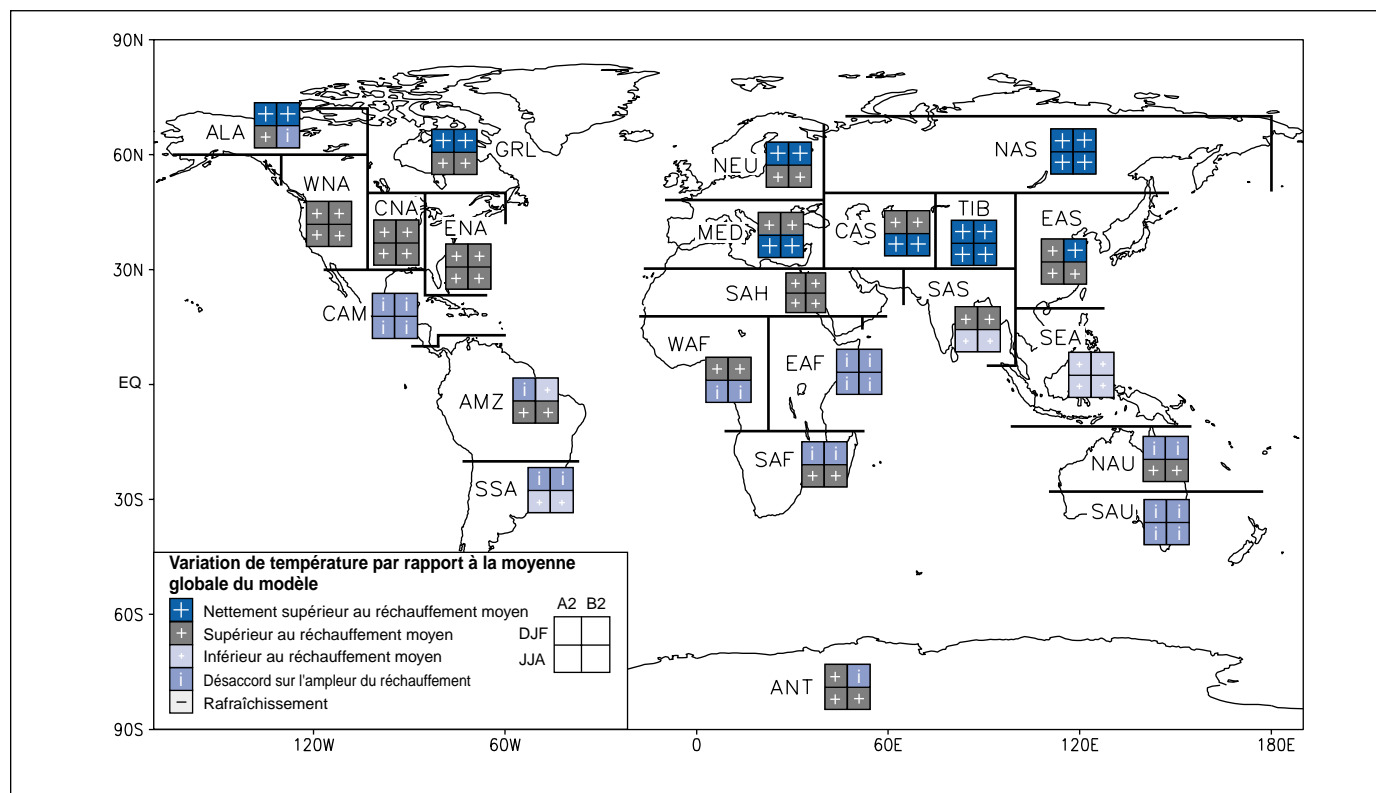 90N
60N
30N
EQ
30S
60S
90S
120W
60W
0
60E
120E
180E
ALA
GRL
NEU
NAS
WNA
CNA
ENA
MED
CAS
TIB
EAS
CAM
SAH
SAS
SEA
WAF
EAF
AMZ
SAF
NAU
SSA
SAU
ANT
Variation de température par rapport à la moyenne
globale du modèle
Nettement supérieur au réchauffement moyen
Supérieur au réchauffement moyen
Inférieur au réchauffement moyen
i Désaccord sur l'ampleur du réchauffement
Rafraîchissement
A2 B2
DJF
JJA